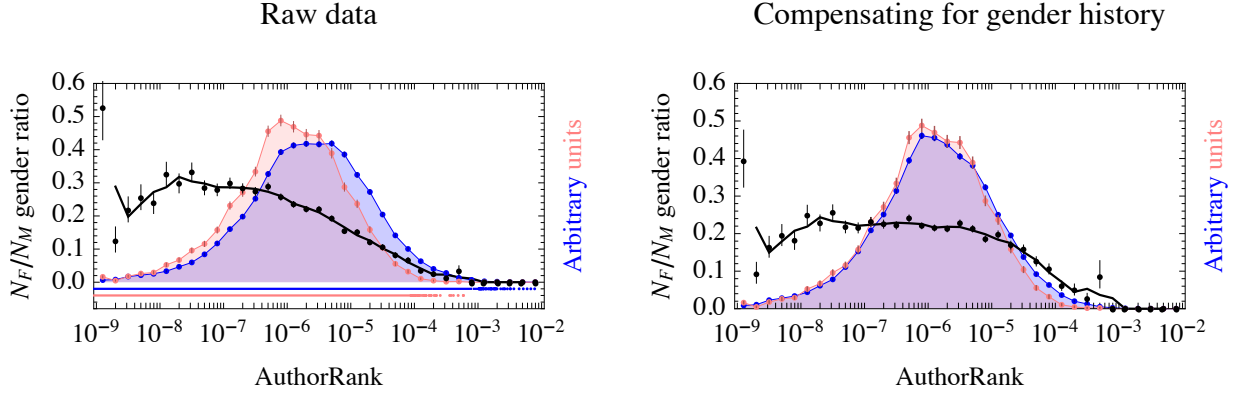 Raw data
N_F/N_M gender ratio
0.6
0.5
0.4
0.3
0.2
0.1
0.0
10⁻⁹ 10⁻⁸ 10⁻⁷ 10⁻⁶ 10⁻⁵ 10⁻⁴ 10⁻³ 10⁻²
AuthorRank
Arbitrary units
Compensating for gender history
N_F/N_M gender ratio
0.6
0.5
0.4
0.3
0.2
0.1
0.0
10⁻⁹ 10⁻⁸ 10⁻⁷ 10⁻⁶ 10⁻⁵ 10⁻⁴ 10⁻³ 10⁻²
AuthorRank
Arbitrary units